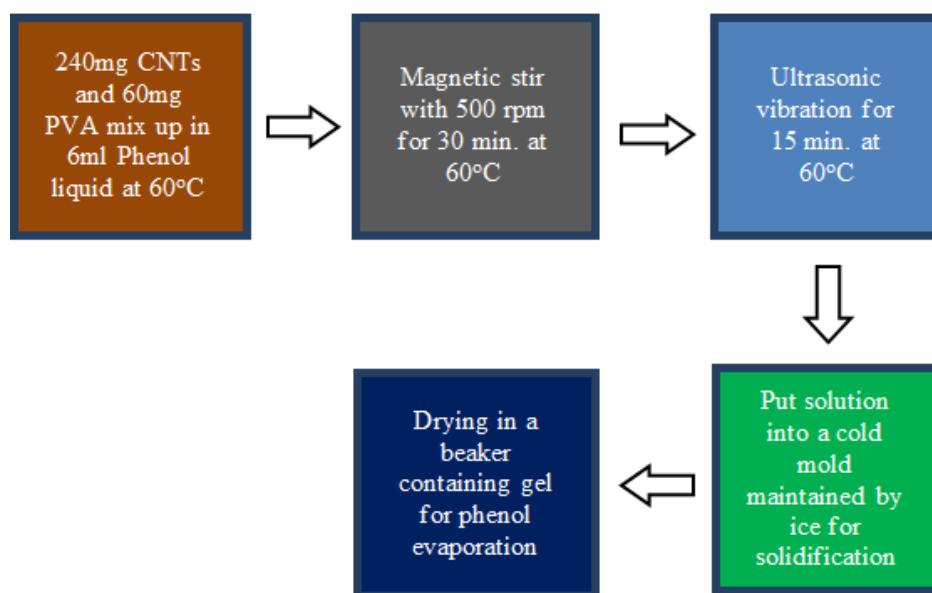 240mg CNTs
and 60mg
PVA mix up in
6ml Phenol
liquid at 60°C
Magnetic stir
with 500 rpm
for 30 min. at
60°C
Ultrasonic
vibration for
15 min. at
60°C
Put solution
into a cold
mold
maintained by
ice for
solidification
Drying in a
beaker
containing gel
for phenol
evaporation